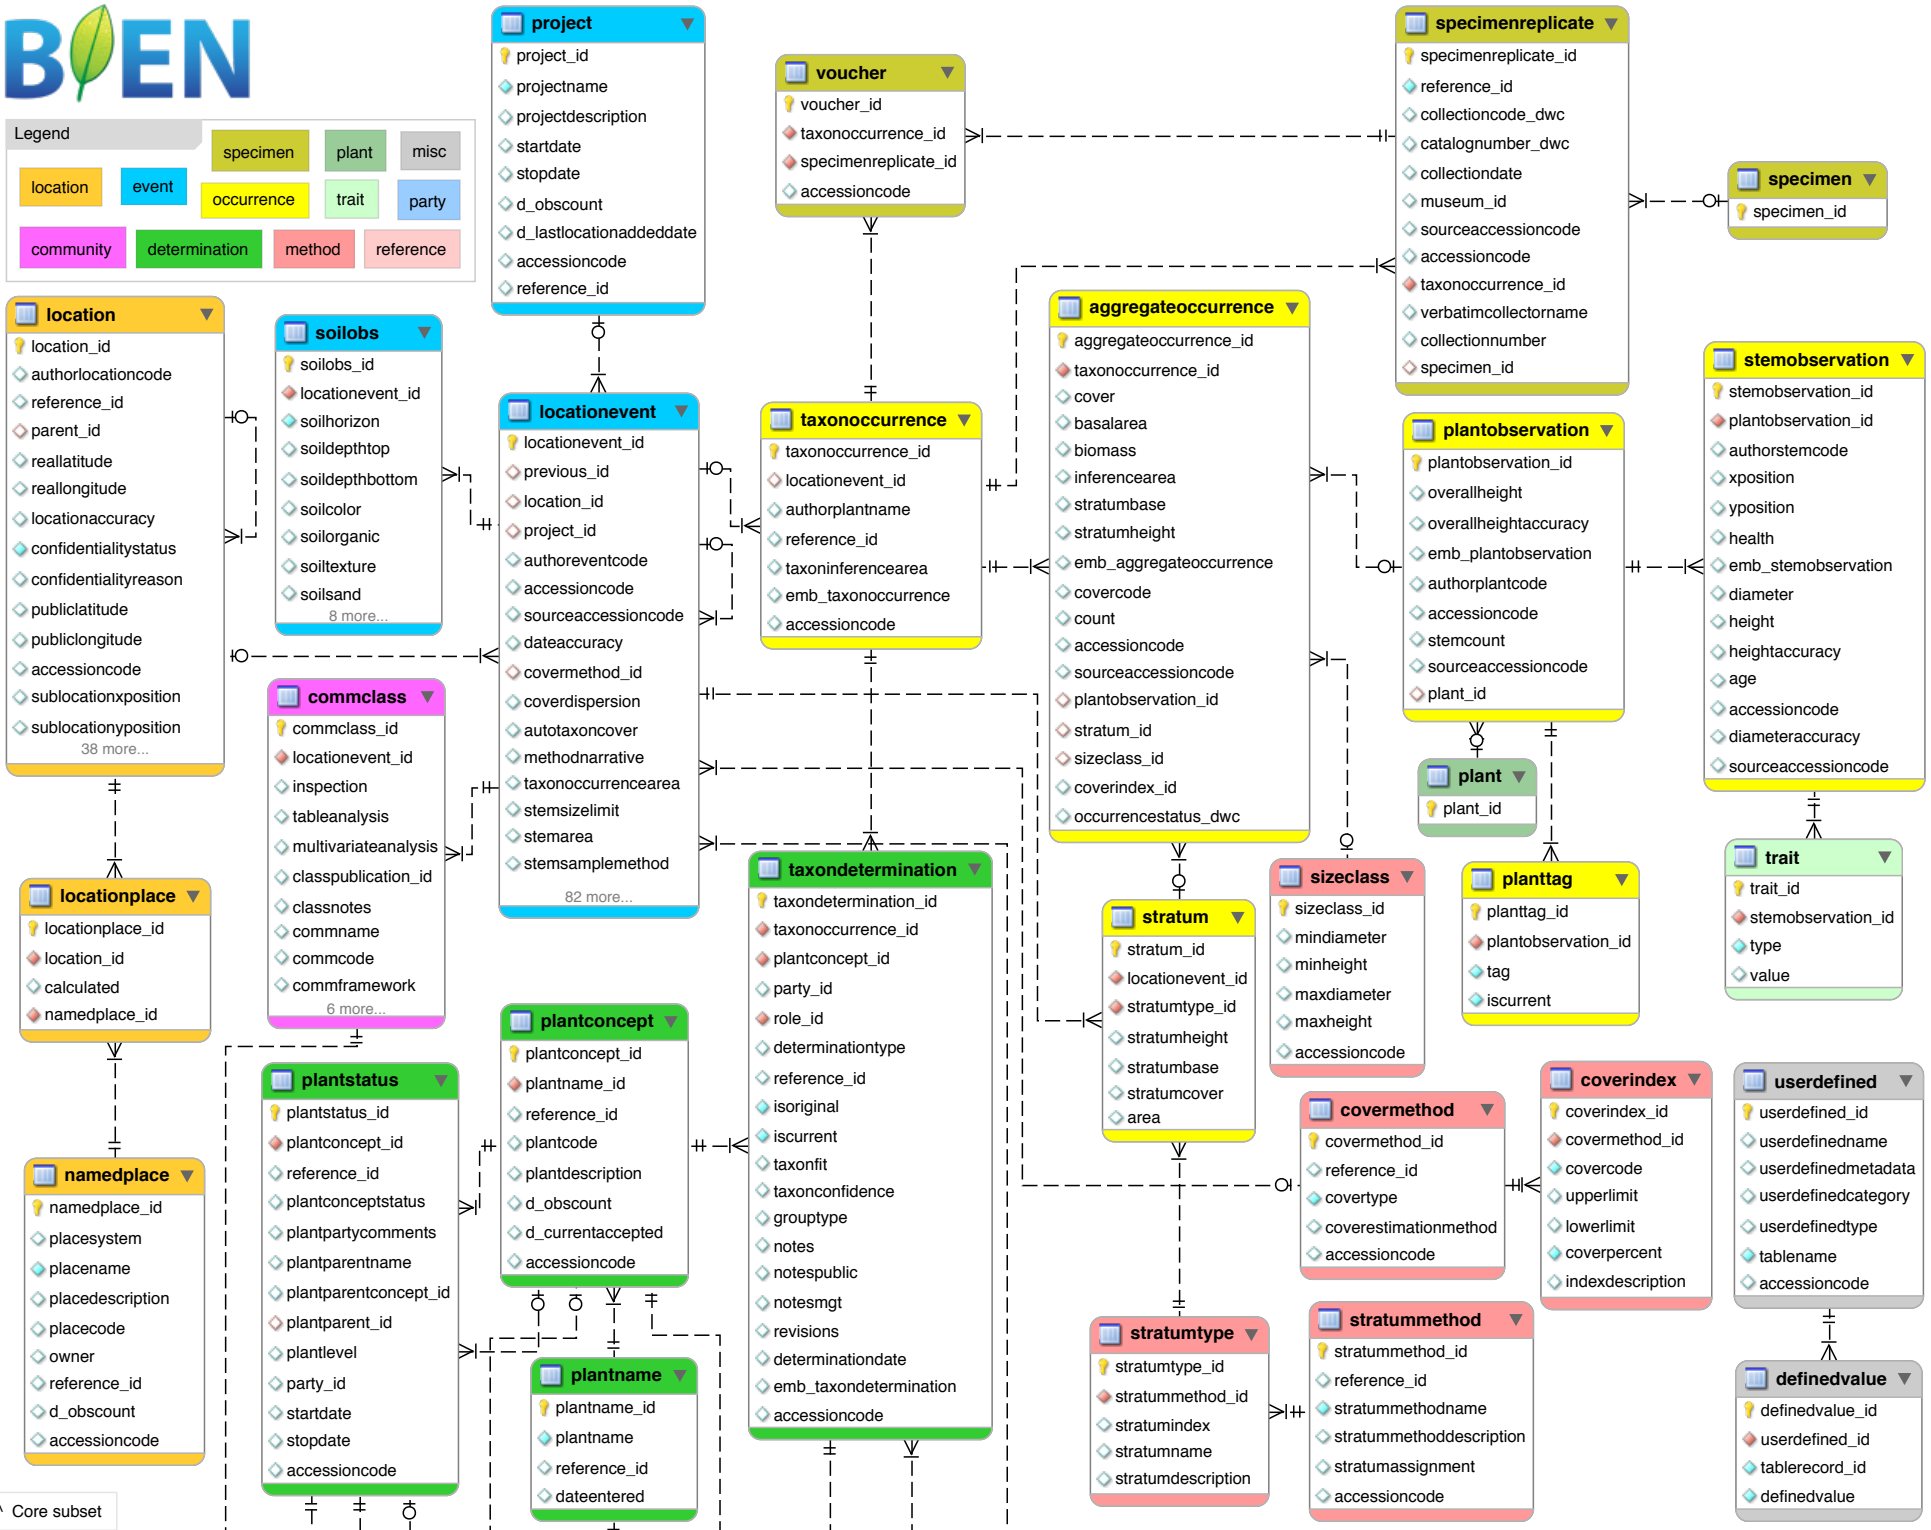 BIEN
Legend
specimen
plant
misc
location
event
occurrence
trait
party
community
determination
method
reference
project
project_id
projectname
projectdescription
startdate
stopdate
d_obscount
d_lastlocationaddeddate
accessioncode
reference_id
voucher
voucher_id
taxonoccurrence_id
specimenreplicate_id
accessioncode
specimenreplicate
specimenreplicate_id
reference_id
collectioncode_dwc
catalognumber_dwc
collectiondate
museum_id
sourceaccessioncode
accessioncode
taxonoccurrence_id
verbatimcollectorname
collectionnumber
specimen_id
specimen
specimen_id
location
location_id
authorlocationcode
reference_id
parent_id
reallatitude
reallongitude
locationaccuracy
confidentialitystatus
confidentialityreason
publiclatitude
publiclongitude
accessioncode
sublocationxposition
sublocationyposition
38 more...
soilobs
soilobs_id
locationevent_id
soilhorizon
soildepthtop
soildepthbottom
soilcolor
soilorganic
soiltexture
soilsand
8 more...
locationevent
locationevent_id
previous_id
location_id
project_id
authoreventcode
accessioncode
sourceaccessioncode
dateaccuracy
covermethod_id
coverdispersion
autotaxoncover
methodnarrative
taxonoccurrencearea
stemsizelimit
stemarea
stemsamplemethod
82 more...
taxonoccurrence
taxonoccurrence_id
locationevent_id
authorplantname
reference_id
taxoninferencearea
emb_taxonoccurrence
accessioncode
aggregateoccurrence
aggregateoccurrence_id
taxonoccurrence_id
cover
basalarea
biomass
inferencearea
stratumbase
stratumheight
emb_aggregateoccurrence
covercode
count
accessioncode
sourceaccessioncode
plantobservation_id
stratum_id
sizeclass_id
coverindex_id
occurrencestatus_dwc
plantobservation
plantobservation_id
overallheight
overallheightaccuracy
emb_plantobservation
authorplantcode
accessioncode
stemcount
sourceaccessioncode
plant_id
stemobservation
stemobservation_id
plantobservation_id
authorstemcode
xposition
yposition
health
emb_stemobservation
diameter
height
heightaccuracy
age
accessioncode
diameteraccuracy
sourceaccessioncode
commclass
commclass_id
locationevent_id
inspection
tableanalysis
multivariateanalysis
classpublication_id
classnotes
commname
commcode
commframework
6 more...
plant
plant_id
planttag
planttag_id
plantobservation_id
tag
iscurrent
trait
trait_id
stemobservation_id
type
value
locationplace
locationplace_id
location_id
calculated
namedplace_id
taxondetermination
taxondetermination_id
taxonoccurrence_id
plantconcept_id
party_id
role_id
determinationtype
reference_id
isoriginal
iscurrent
taxonfit
taxonconfidence
grouptype
notes
notespublic
notesmgt
revisions
determinationdate
emb_taxondetermination
accessioncode
stratum
stratum_id
locationevent_id
stratumtype_id
stratumheight
stratumbase
stratumcover
area
sizeclass
sizeclass_id
mindiameter
minheight
maxdiameter
maxheight
accessioncode
plantconcept
plantconcept_id
plantname_id
reference_id
plantcode
plantdescription
d_obscount
d_currentaccepted
accessioncode
plantstatus
plantstatus_id
plantconcept_id
reference_id
plantconceptstatus
plantpartycomments
plantparentname
plantparentconcept_id
plantparent_id
plantlevel
party_id
startdate
stopdate
accessioncode
namedplace
namedplace_id
placesystem
placename
placedescription
placecode
owner
reference_id
d_obscount
accessioncode
plantname
plantname_id
plantname
reference_id
dateentered
covermethod
covermethod_id
reference_id
covertype
coverestimationmethod
accessioncode
coverindex
coverindex_id
covermethod_id
covercode
upperlimit
lowerlimit
coverpercent
indexdescription
userdefined
userdefined_id
userdefinedname
userdefinedmetadata
userdefinedcategory
userdefinedtype
tablename
accessioncode
stratumtype
stratumtype_id
stratummethod_id
stratumindex
stratumname
stratumdescription
stratummethod
stratummethod_id
reference_id
stratummethodname
stratummethoddescription
stratumassignment
accessioncode
definedvalue
definedvalue_id
userdefined_id
tablerecord_id
definedvalue
Core subset